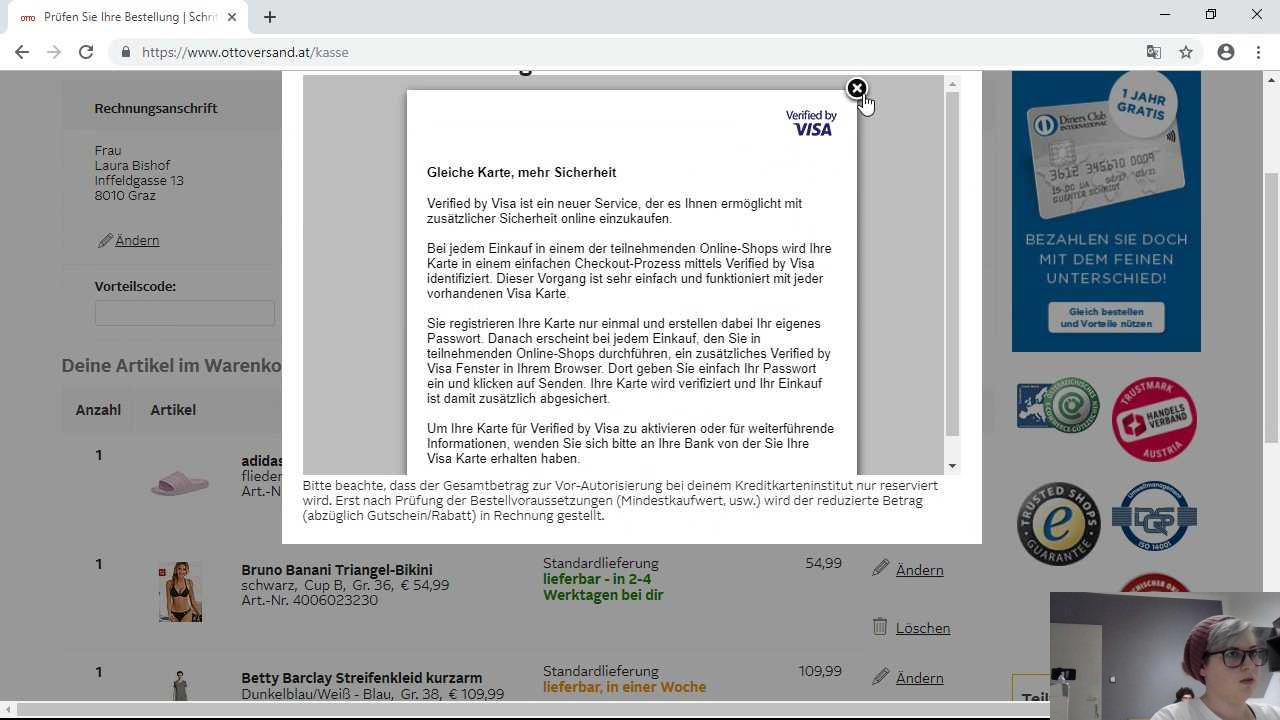 OTTO Prüfen Sie Ihre Bestellung | Schri
https://www.ottoversand.at/kasse
Rechnungsanschrift
Frau
Laura Bishof
Inffeldgasse 13
8010 Graz
Ändern
Vorteilscode:
Deine Artikel im Warenko
Anzahl Artikel
1
adidas
flieder
Art.-N
Verified by
VISA
Gleiche Karte, mehr Sicherheit
Verified by Visa ist ein neuer Service, der es Ihnen ermöglicht mit
zusätzlicher Sicherheit online einzukaufen.
Bei jedem Einkauf in einem der teilnehmenden Online-Shops wird Ihre
Karte in einem einfachen Checkout-Prozess mittels Verified by Visa
identifiziert. Dieser Vorgang ist sehr einfach und funktioniert mit jeder
vorhandenen Visa Karte.
Sie registrieren Ihre Karte nur einmal und erstellen dabei Ihr eigenes
Passwort. Danach erscheint bei jedem Einkauf, den Sie in
teilnehmenden Online-Shops durchführen, ein zusätzliches Verified by
Visa Fenster in Ihrem Browser. Dort geben Sie einfach Ihr Passwort
ein und klicken auf Senden. Ihre Karte wird verifiziert und Ihr Einkauf
ist damit zusätzlich abgesichert.
Um Ihre Karte für Verified by Visa zu aktivieren oder für weiterführende
Informationen, wenden Sie sich bitte an Ihre Bank von der Sie Ihre
Visa Karte erhalten haben.
Bitte beachte, dass der Gesamtbetrag zur Vor-Autorisierung bei deinem Kreditkarteninstitut nur reserviert
wird. Erst nach Prüfung der Bestellvoraussetzungen (Mindestkaufwert, usw.) wird der reduzierte Betrag
(abzüglich Gutschein/Rabatt) in Rechnung gestellt.
1 Bruno Banani Triangel-Bikini
schwarz, Cup B, Gr. 36, € 54,99
Art.-Nr. 4006023230
Standardlieferung
lieferbar - in 2-4
Werktagen bei dir
54,99
Ändern
Löschen
1 Betty Barclay Streifenkleid kurzarm
Dunkelblau/Weiß - Blau, Gr. 38, € 109,99
Standardlieferung
lieferbar, in einer Woche
109,99
Ändern
1 JAHR
GRATIS
Diners Club
INTERNATIONAL
3612 345670 0009
GUENTER SCHMIDT
BEZAHLEN SIE DOCH
MIT DEM FEINEN
UNTERSCHIED!
Gleich bestellen
und Vorteile nützen
TRUSTMARK
HANDELS
VERBAND
AUSTRIA
TRUSTED SHOPS
GUARANTEE
Umweltmanagement
DQS
ISO 14001
Teil